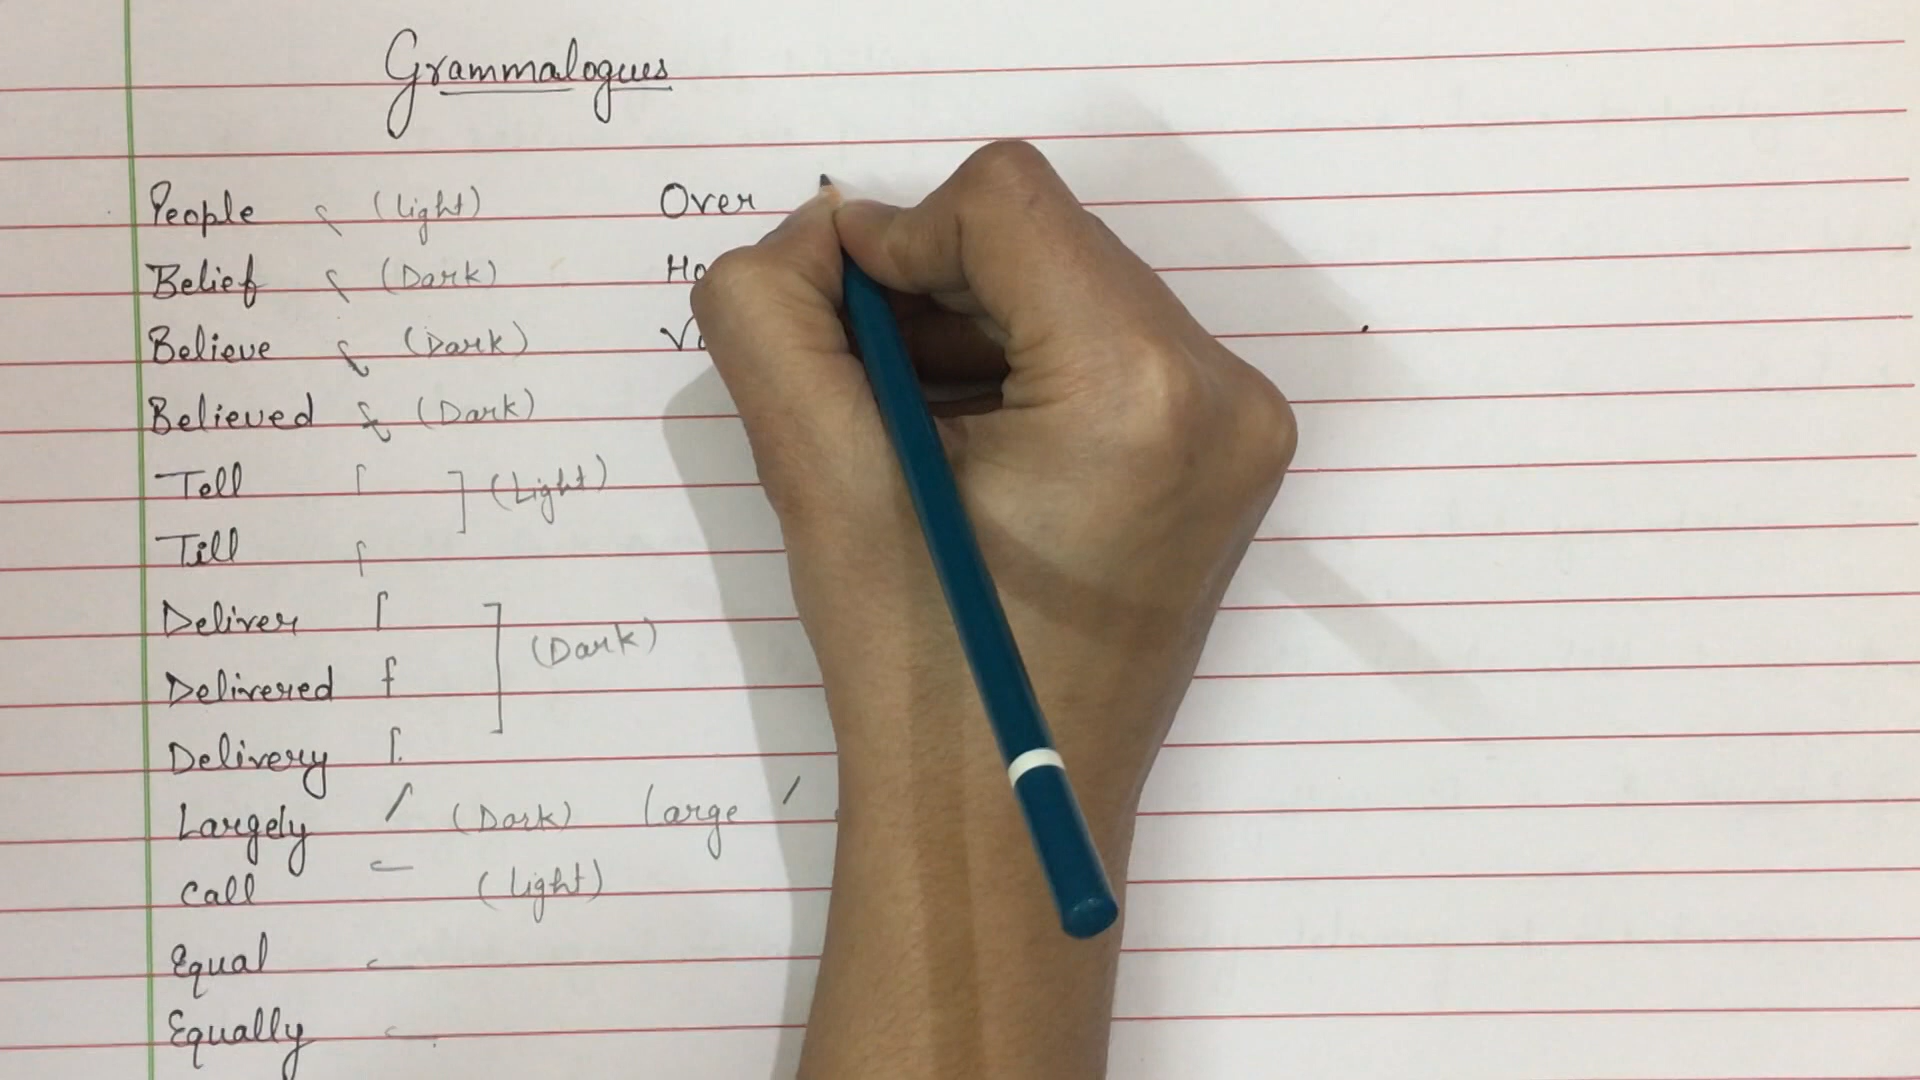 Grammalogues
People (light) Over
Belief (Dark)
Believe (Dark)
Believed (Dark)
Tell (Light)
Till
Deliver
Delivered (Dark)
Delivery
Largely (Dark) Large
Call (light)
Equal
Equally